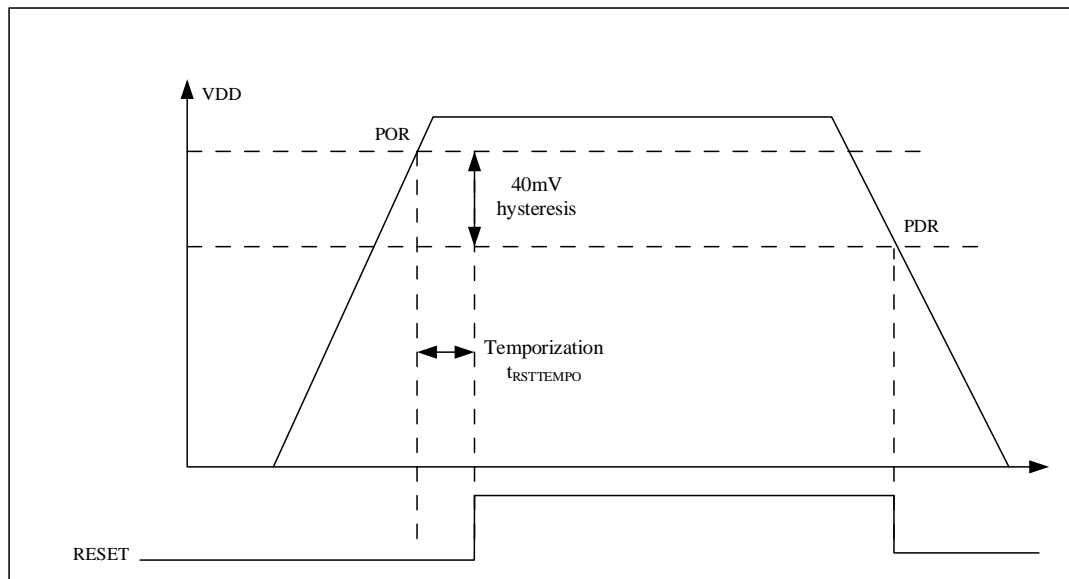 VDD
POR
40mV
hysteresis
PDR
Temporization
tRSTTEMPO
RESET